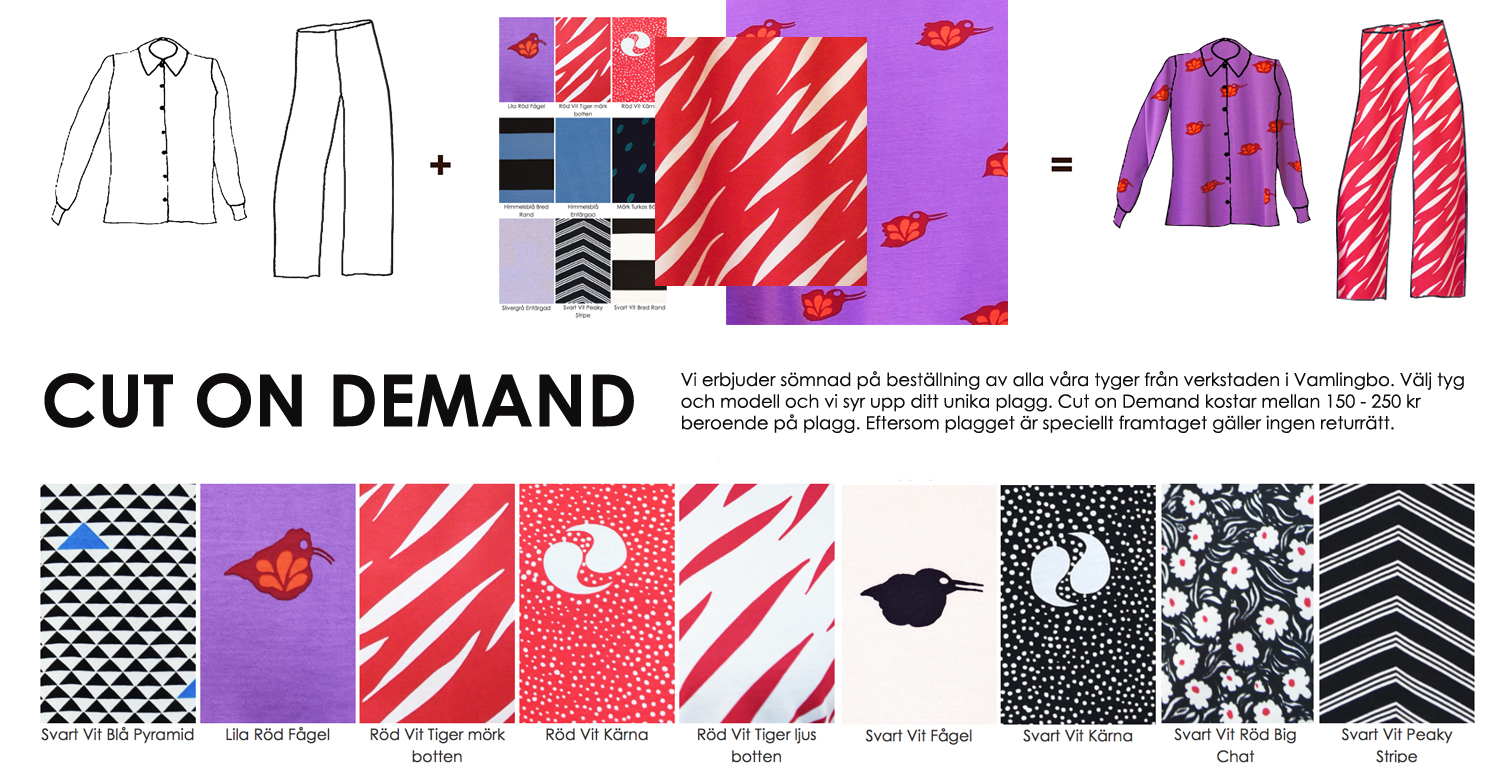 Lila Röd Fågel
Röd Vit Tiger mörk
botten
Röd Vit Kärn
+
=
Himmelsblå Bred
Rand
Himmelsblå
Enfärgad
Mörk Turkos Bö
Silvergrå Enfärgad
Svart Vit Peaky
Stripe
Svart Vit Bred Rand
CUT ON DEMAND
Vi erbjuder sömnad på beställning av alla våra tyger från verkstaden i Vamlingbo. Välj tyg
och modell och vi syr upp ditt unika plagg. Cut on Demand kostar mellan 150 - 250 kr
beroende på plagg. Eftersom plagget är speciellt framtaget gäller ingen returrätt.
Svart Vit Blå Pyramid
Lila Röd Fågel
Röd Vit Tiger mörk
botten
Röd Vit Kärna
Röd Vit Tiger ljus
botten
Svart Vit Fågel
Svart Vit Kärna
Svart Vit Röd Big
Chat
Svart Vit Peaky
Stripe